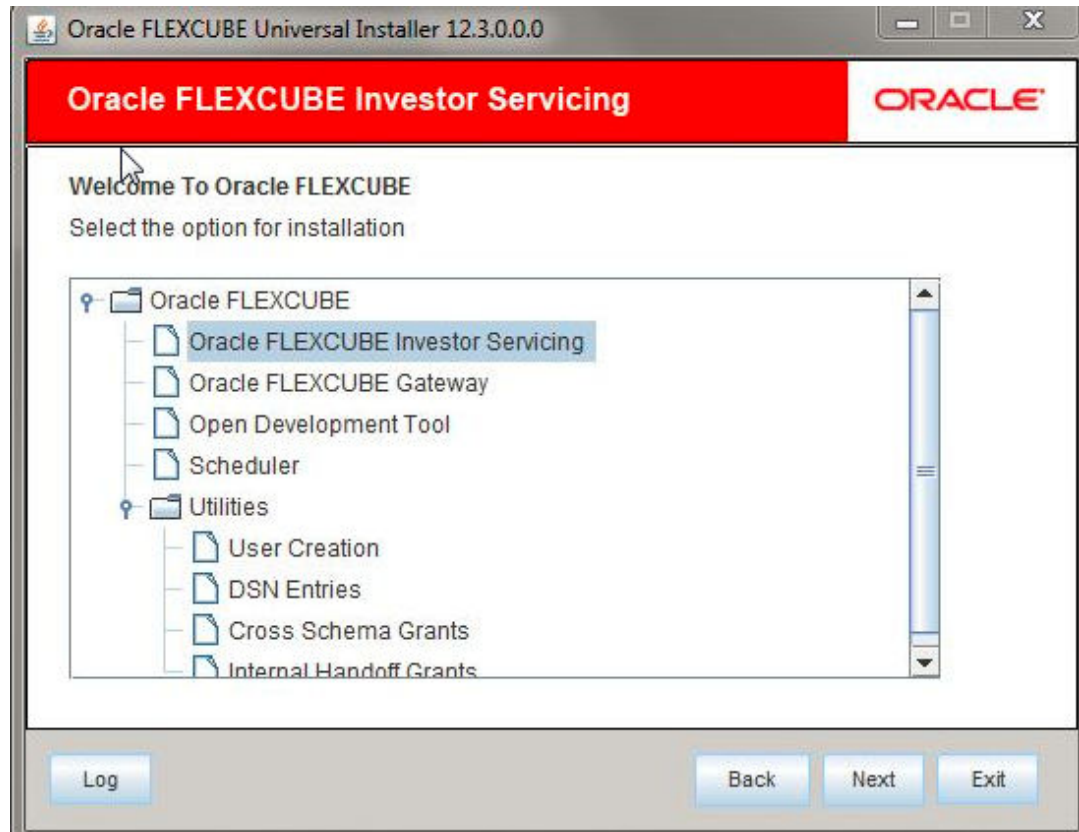 Oracle FLEXCUBE Universal Installer 12.3.0.0.0
Oracle FLEXCUBE Investor Servicing
ORACLE
Welcome To Oracle FLEXCUBE
Select the option for installation
Oracle FLEXCUBE
Oracle FLEXCUBE Investor Servicing
Oracle FLEXCUBE Gateway
Open Development Tool
Scheduler
Utilities
User Creation
DSN Entries
Cross Schema Grants
Internal Handoff Grants
Log Back Next Exit